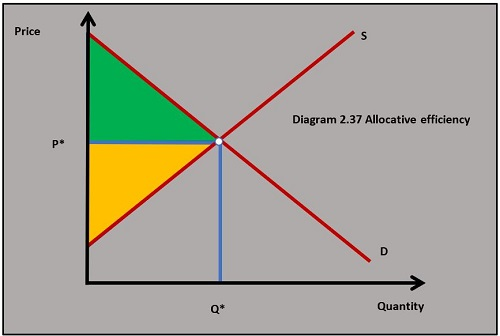 Price
S
Diagram 2.37 Allocative efficiency
P*
D
Q*
Quantity